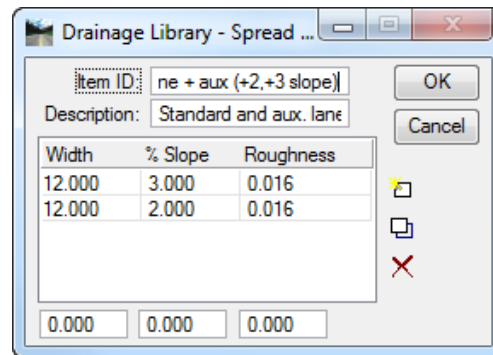 Drainage Library - Spread ...
Item ID: ne + aux (+2,+3 slope)
OK
Description: Standard and aux. lane
Cancel
Width % Slope Roughness
12.000 3.000 0.016
12.000 2.000 0.016
0.000 0.000 0.000